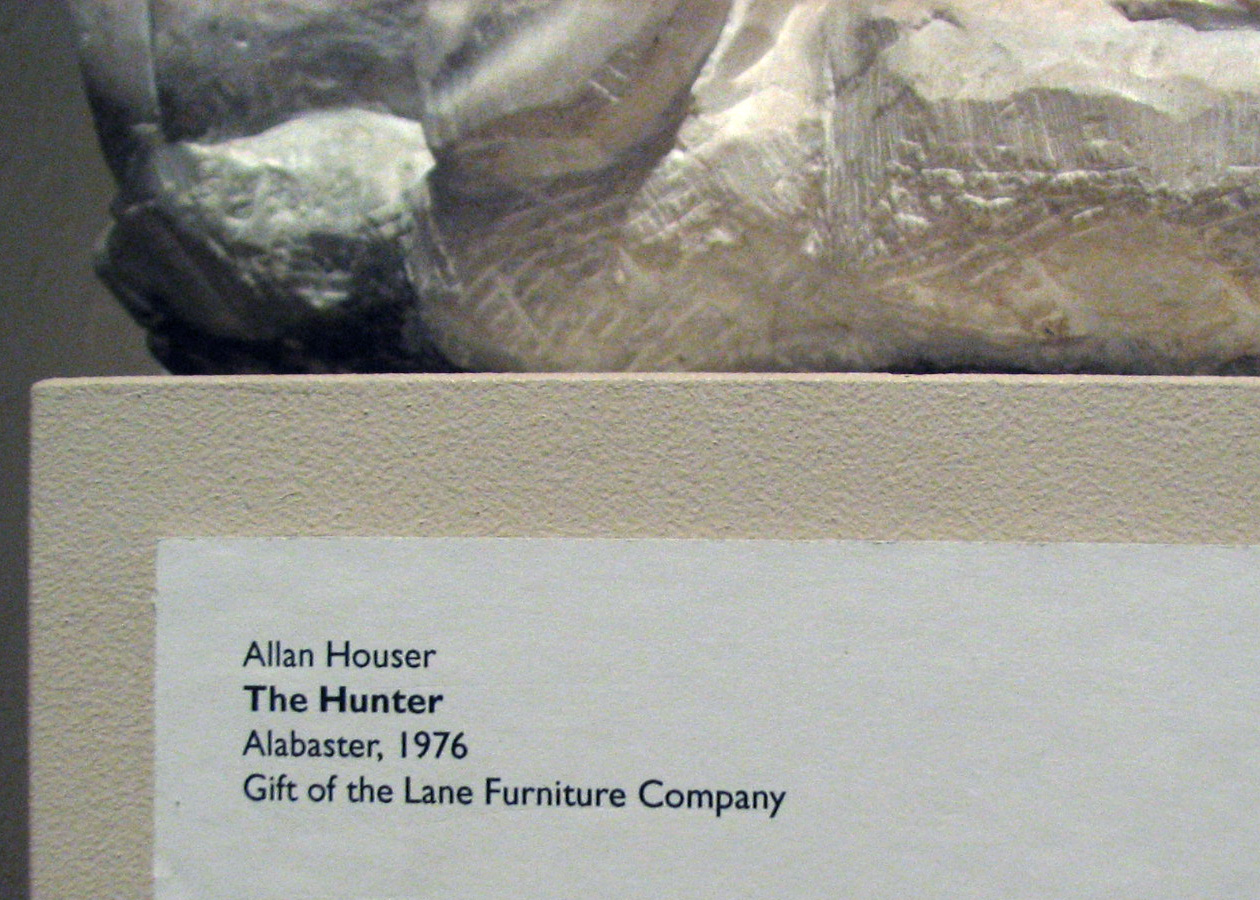 Allan Houser
The Hunter
Alabaster, 1976
Gift of the Lane Furniture Company